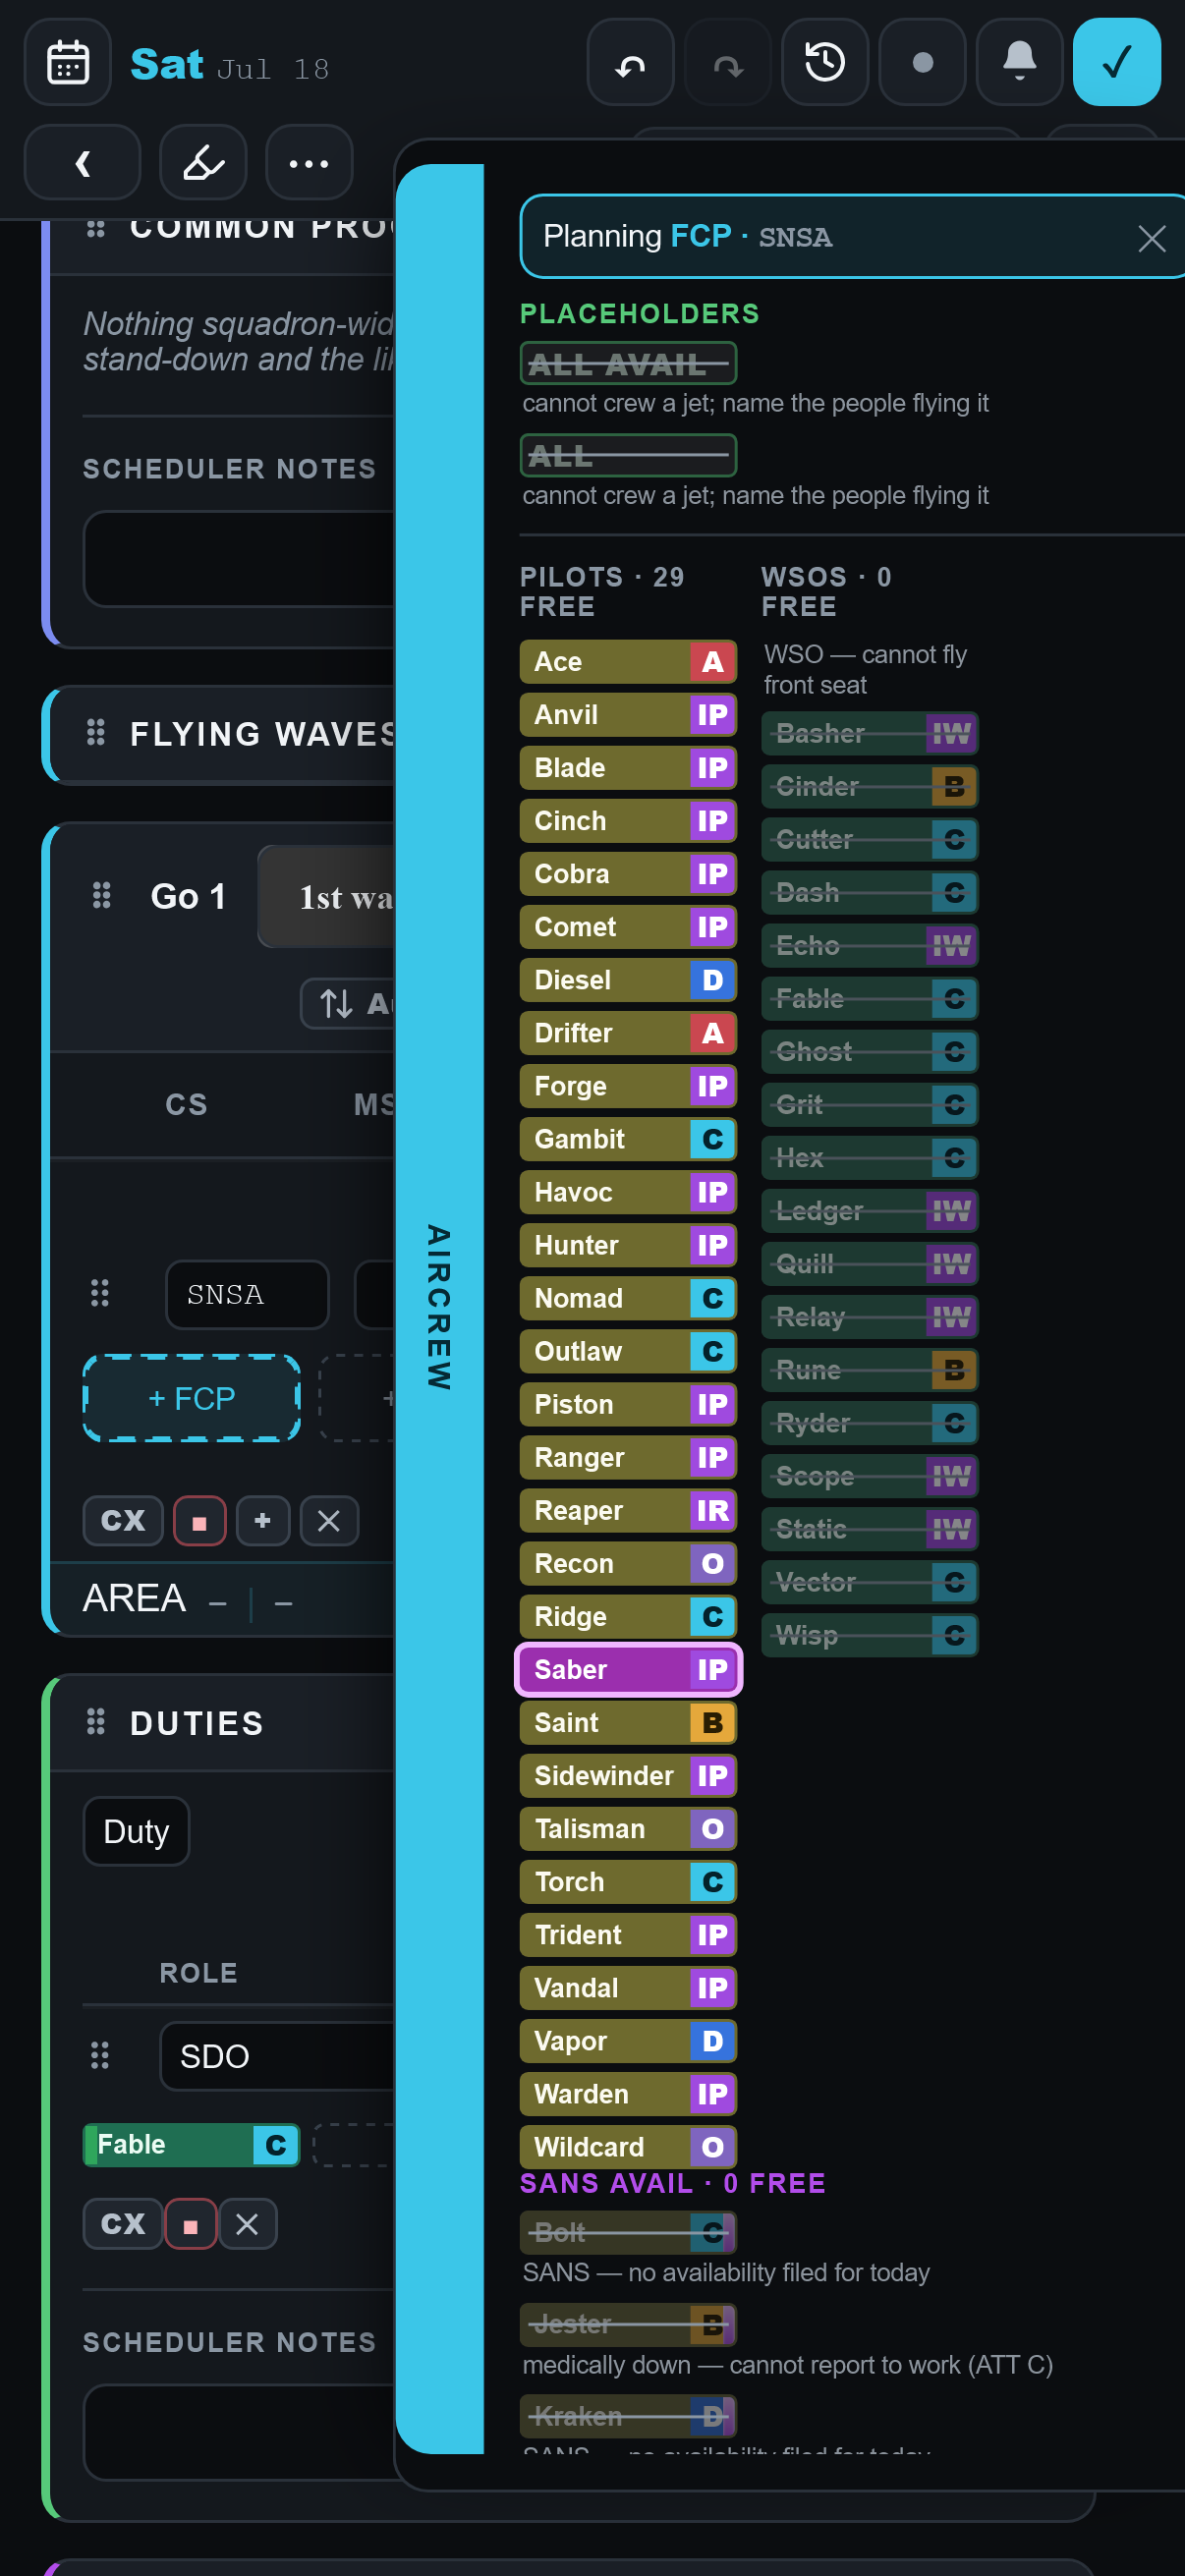 Sat Jul 18
COMMON PRO
Nothing squadron-wid
stand-down and the li
SCHEDULER NOTES
FLYING WAVES
Go 1
1st wa
CS
SNSA
+ FCP
CX
AREA – | –
DUTIES
Duty
ROLE
SDO
Fable C
CX
SCHEDULER NOTES
AIRCREW
Planning FCP · SNSA
PLACEHOLDERS
ALL AVAIL
cannot crew a jet; name the people flying it
ALL
cannot crew a jet; name the people flying it
PILOTS · 29
FREE
Ace A
Anvil IP
Blade IP
Cinch IP
Cobra IP
Comet IP
Diesel D
Drifter A
Forge IP
Gambit C
Havoc IP
Hunter IP
Nomad C
Outlaw C
Piston IP
Ranger IP
Reaper IR
Recon O
Ridge C
Saber IP
Saint B
Sidewinder IP
Talisman O
Torch C
Trident IP
Vandal IP
Vapor D
Warden IP
Wildcard O
WSOS · 0
FREE
WSO — cannot fly
front seat
Basher IW
Cinder B
Cutter C
Dash C
Echo IW
Fable C
Ghost C
Grit C
Hex C
Ledger IW
Quill IW
Relay IW
Rune B
Ryder C
Scope IW
Static IW
Vector C
Wisp C
SANS AVAIL · 0 FREE
Bolt C
SANS — no availability filed for today
Jester B
medically down — cannot report to work (ATT C)
Kraken D
SANS — no availability filed for today